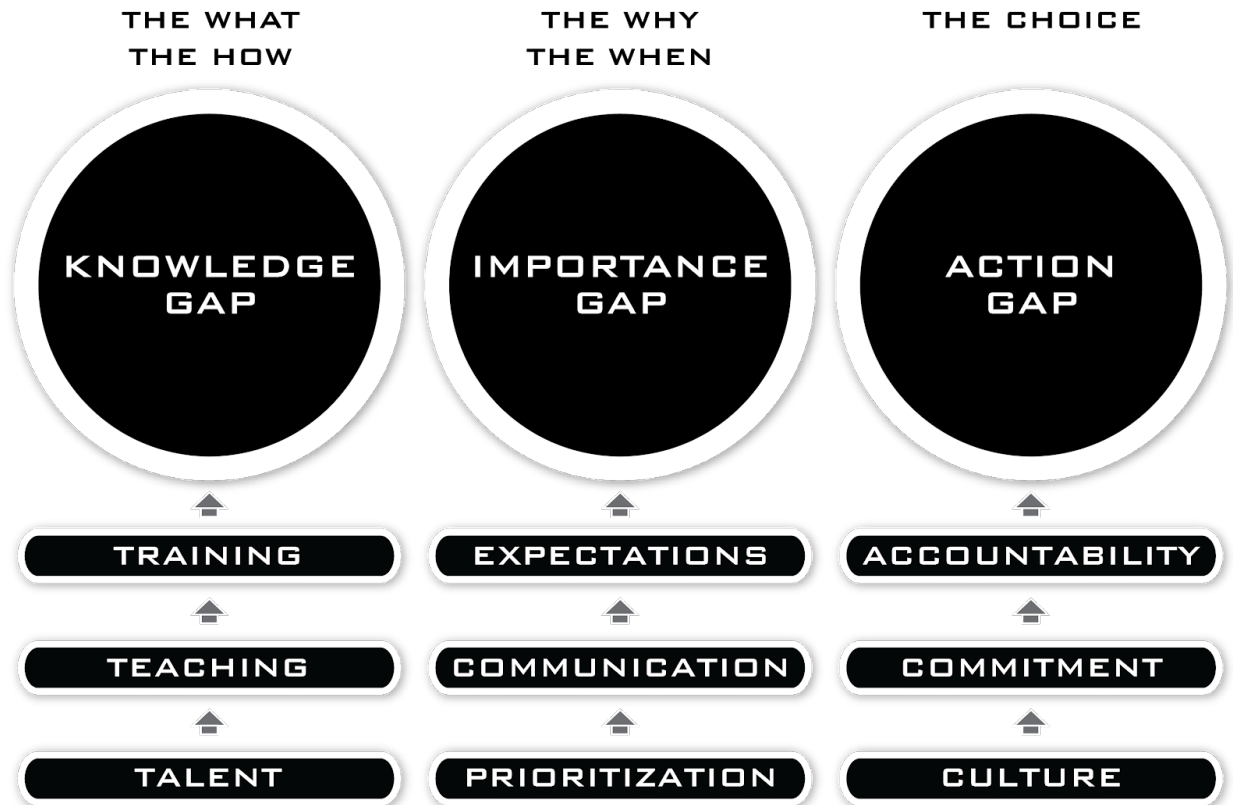 THE WHAT
THE HOW
THE WHY
THE WHEN
THE CHOICE
KNOWLEDGE
GAP
IMPORTANCE
GAP
ACTION
GAP
TRAINING
EXPECTATIONS
ACCOUNTABILITY
TEACHING
COMMUNICATION
COMMITMENT
TALENT
PRIORITIZATION
CULTURE